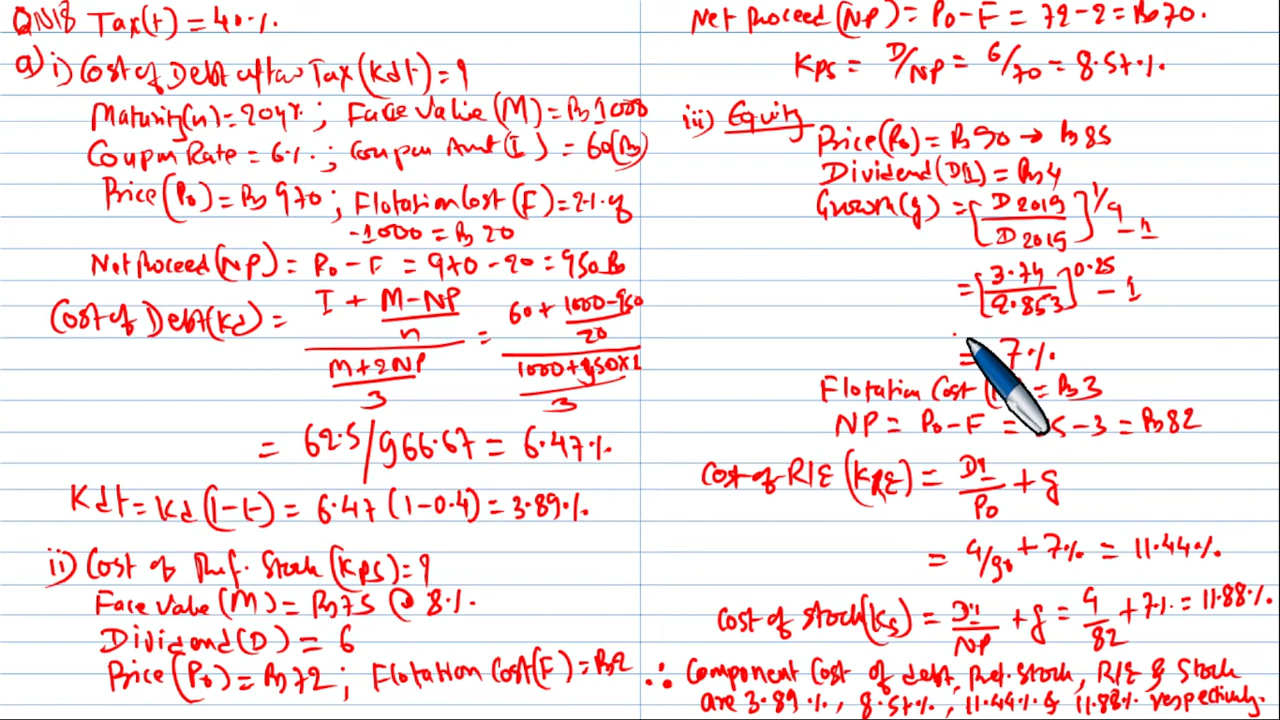 QN18 Tax(t) = 40%
a) i) Cost of Debt after Tax (Kdt) = ?
Maturity(n) = 20 yr ; Face Value (M) = Rs 1000
Coupon Rate = 6% ; Coupon Amt (I) = 60 (Rs)
Price (P0) = Rs 970 ; Flotation Cost (F) = 2% of
1000 = Rs 20
Net Proceed (NP) = P0 - F = 970 - 20 = 950 Rs
Cost of Debt (Kd) = (I + (M - NP)/n) / ((M + 2NP)/3) = (60 + (1000 - 950)/20) / ((1000 + 950 x 2)/3)
= 62.5/966.67 = 6.47%
Kdt = Kd (1-t) = 6.47 (1-0.4) = 3.89%
ii) Cost of Pref. Stock (Kps) = ?
Face Value (M) = Rs 75 @ 8%
Dividend (D) = 6
Price (P0) = Rs 72 ; Flotation Cost (F) = Rs 2
Net Proceed (NP) = P0 - F = 72 - 2 = Rs 70.
Kps = D/NP = 6/70 = 8.57%
iii) Equity
Price (P0) = Rs 90 → Rs 85
Dividend (D1) = Rs 4
Growth (g) = [D2019 / D2015]^1/4 - 1
= [3.74 / 2.853]^0.25 - 1
= 7%
Flotation Cost = Rs 3
NP = P0 - F = 5 - 3 = Rs 82
Cost of R/E (KRE) = D1/P0 + g
= 4/90 + 7% = 11.44%
Cost of stock (Ks) = D1/NP + g = 4/82 + 7% = 11.88%
∴ Component Cost of debt, Pref. Stock, R/E & Stock
are 3.89%, 8.57%, 11.44% & 11.88% respectively.